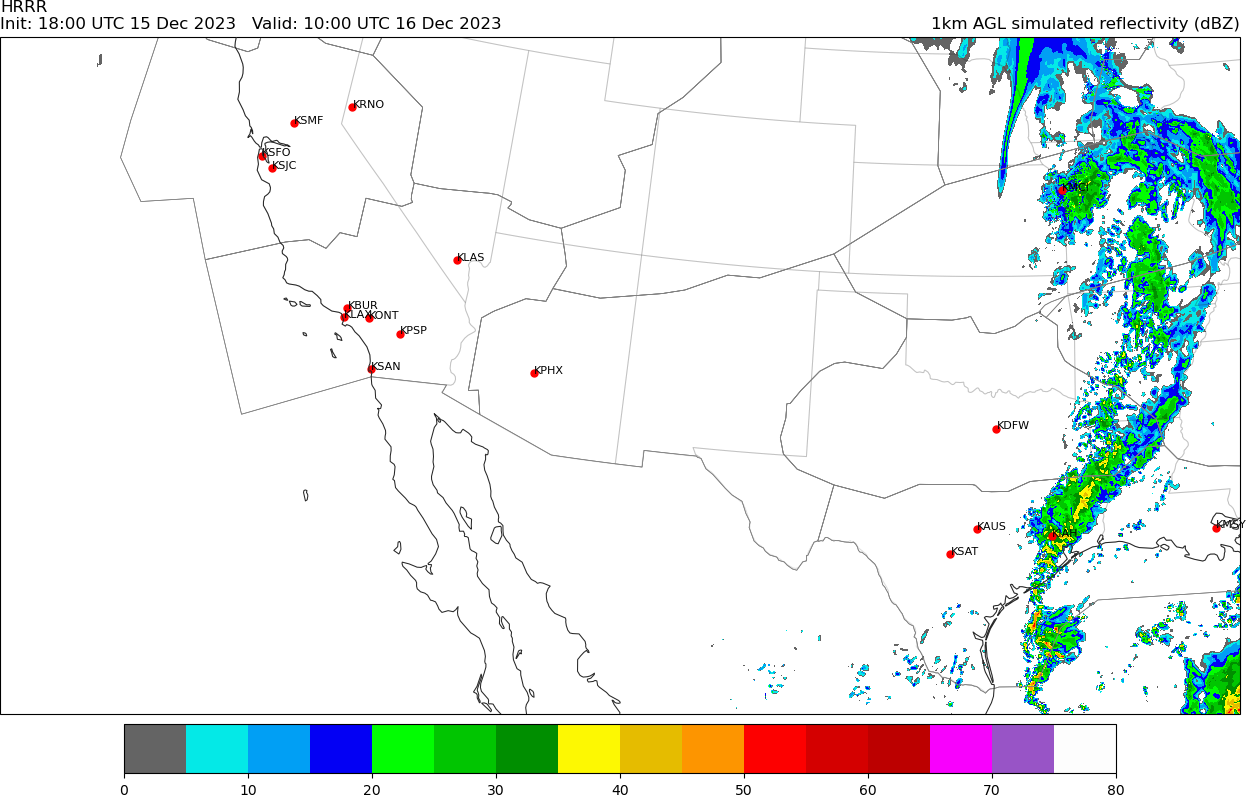 HRRR
Init: 18:00 UTC 15 Dec 2023   Valid: 10:00 UTC 16 Dec 2023
1km AGL simulated reflectivity (dBZ)
KRNO
KSMF
KSFO
KSJC
KLAS
KBUR
KLAX
KONT
KPSP
KSAN
KPHX
KDFW
KAUS
KMSY
KSAT
0 10 20 30 40 50 60 70 80